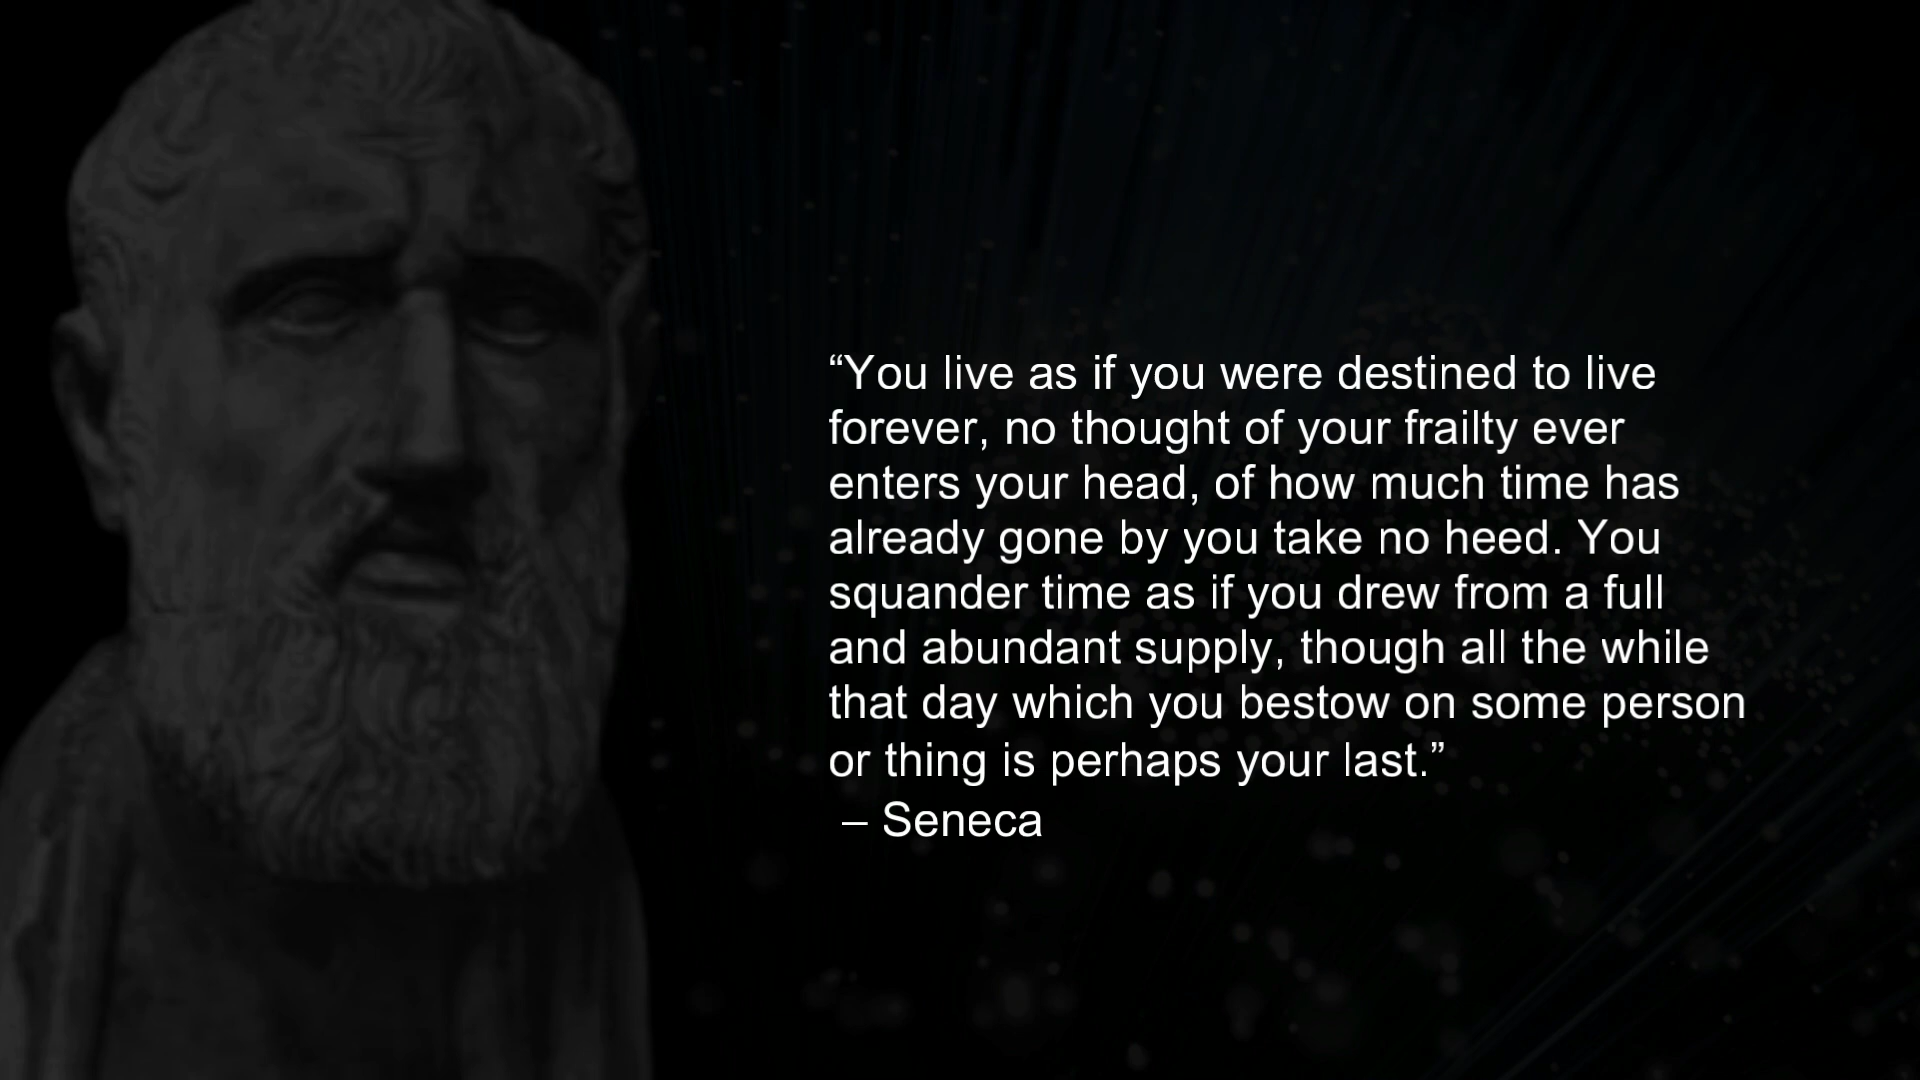 “You live as if you were destined to live
forever, no thought of your frailty ever
enters your head, of how much time has
already gone by you take no heed. You
squander time as if you drew from a full
and abundant supply, though all the while
that day which you bestow on some person
or thing is perhaps your last.”
– Seneca